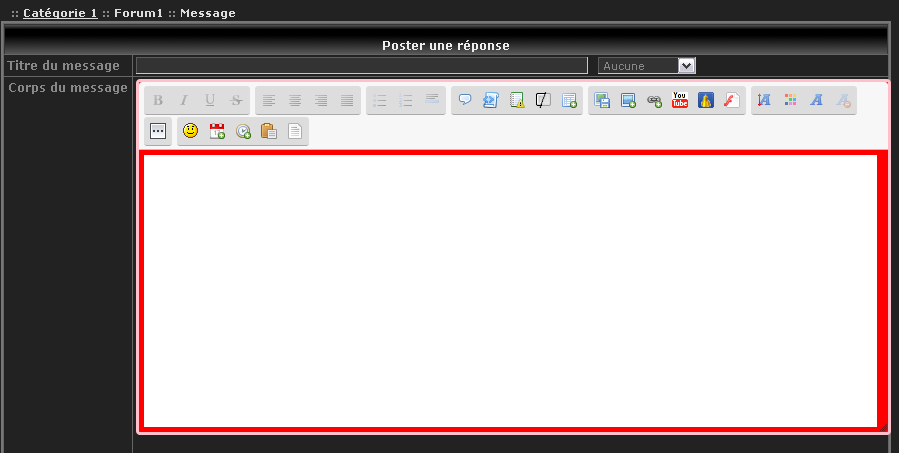 :: Catégorie 1 :: Forum1 :: Message
Poster une réponse
Titre du message
Aucune
Corps du message
B I U S
You Tube
A A A